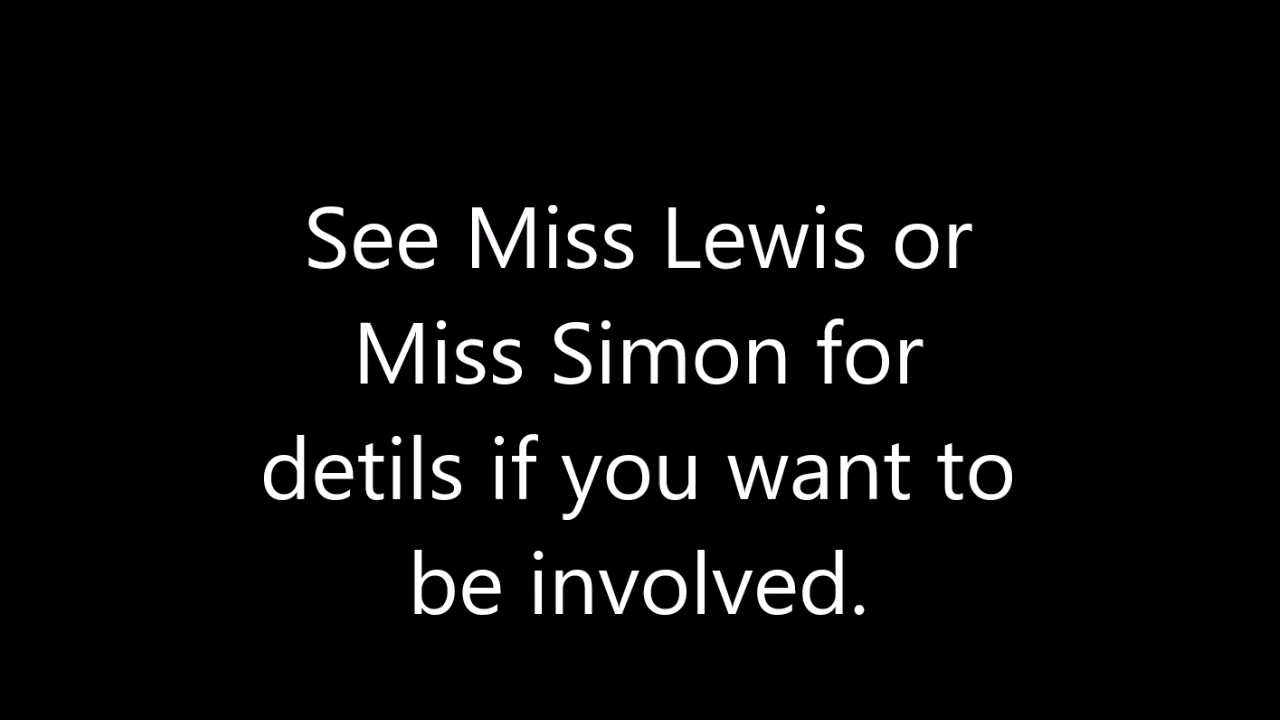 See Miss Lewis or
Miss Simon for
detils if you want to
be involved.